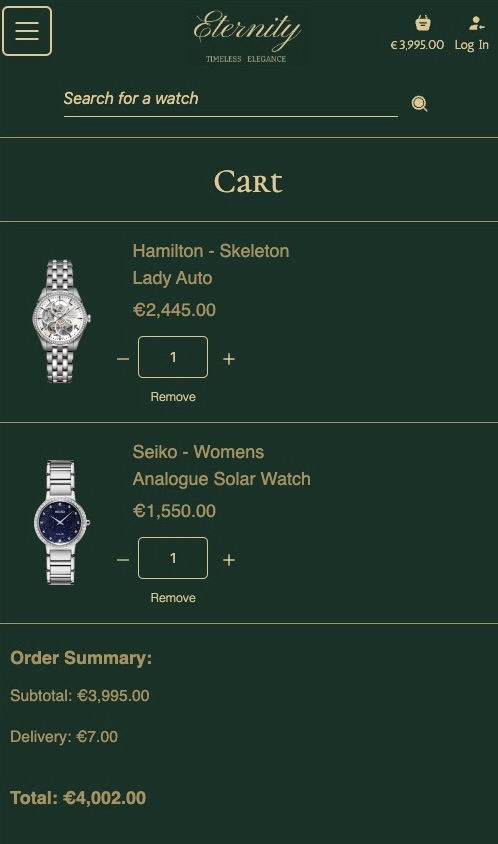 Eternity
TIMELESS ELEGANCE
€3,995.00 Log In
Search for a watch
Cart
Hamilton - Skeleton
Lady Auto
€2,445.00
− 1 +
Remove
Seiko - Womens
Analogue Solar Watch
€1,550.00
− 1 +
Remove
Order Summary:
Subtotal: €3,995.00
Delivery: €7.00
Total: €4,002.00